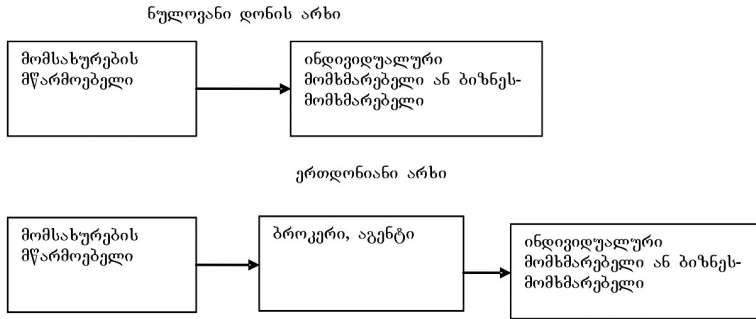 ნულოვანი დონის არხი
მომსახურების
მწარმოებელი
ინდივიდუალური
მომხმარებელი ან ბიზნეს-
მომხმარებელი
ერთდონიანი არხი
მომსახურების
მწარმოებელი
ბროკერი, აგენტი
ინდივიდუალური
მომხმარებელი ან ბიზნეს-
მომხმარებელი